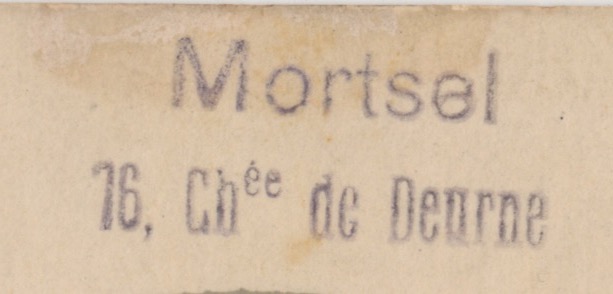 Mortsel
76, Chée de Deurne